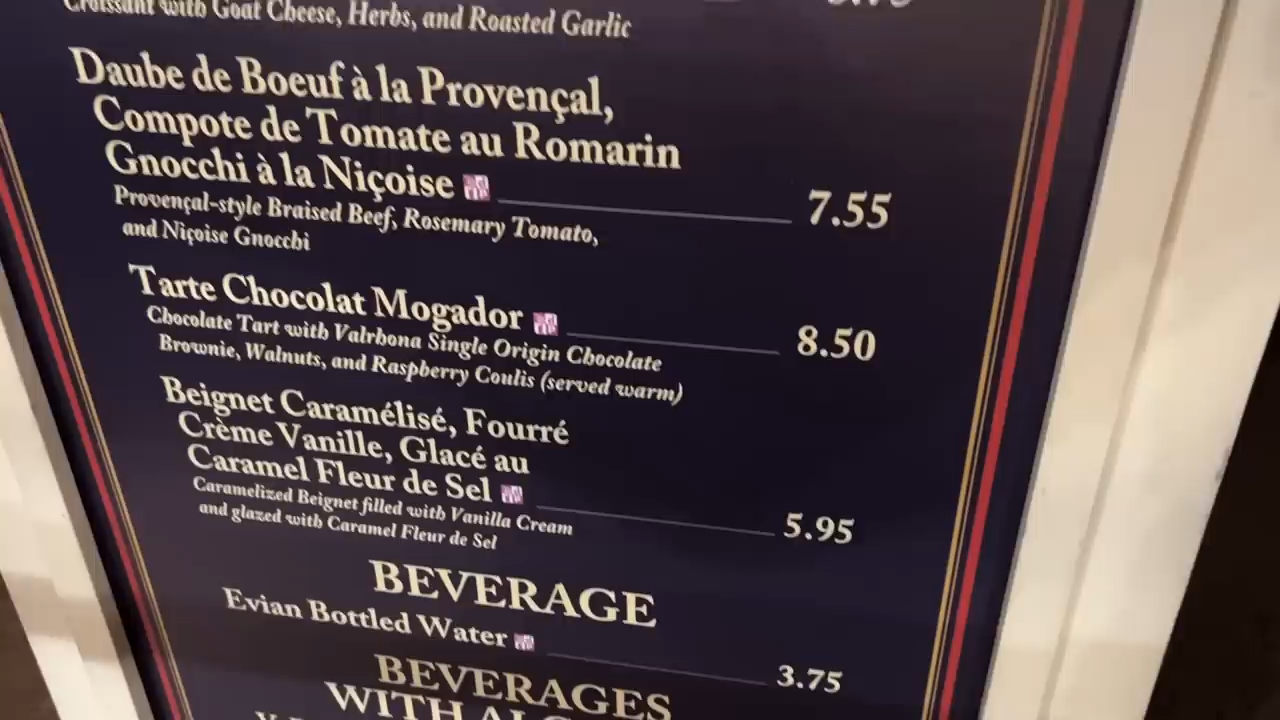 Croissant with Goat Cheese, Herbs, and Roasted Garlic
Daube de Boeuf à la Provençal,
Compote de Tomate au Romarin
Gnocchi à la Niçoise 7.55
Provençal-style Braised Beef, Rosemary Tomato,
and Niçoise Gnocchi
Tarte Chocolat Mogador 8.50
Chocolate Tart with Valrhona Single Origin Chocolate
Brownie, Walnuts, and Raspberry Coulis (served warm)
Beignet Caramélisé, Fourré
Crème Vanille, Glacé au
Caramel Fleur de Sel 5.95
Caramelized Beignet filled with Vanilla Cream
and glazed with Caramel Fleur de Sel
BEVERAGE
Evian Bottled Water 3.75
BEVERAGES
WITH